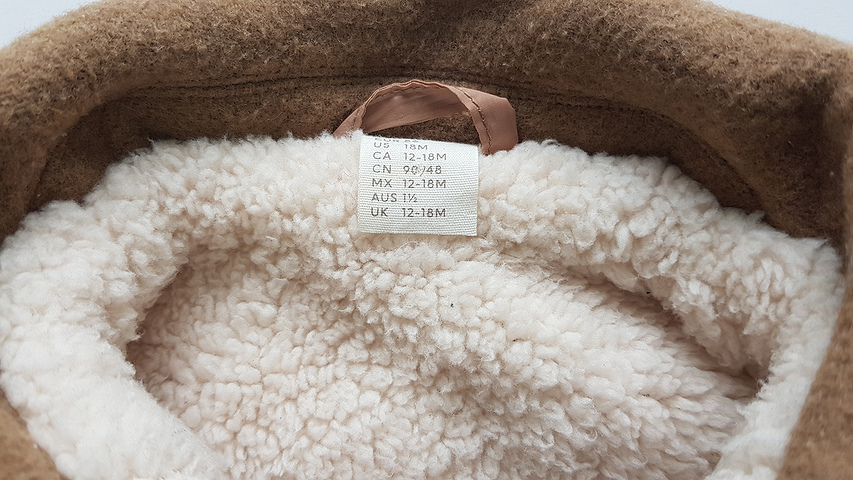 US 18M
CA 12-18M
CN 90/48
MX 12-18M
AUS 1½
UK 12-18M